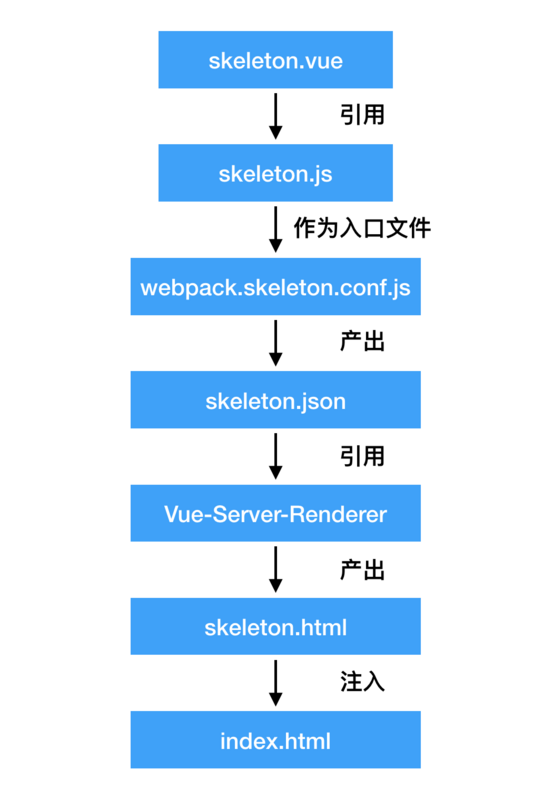 skeleton.vue
引用
skeleton.js
作为入口文件
webpack.skeleton.conf.js
产出
skeleton.json
引用
Vue-Server-Renderer
产出
skeleton.html
注入
index.html